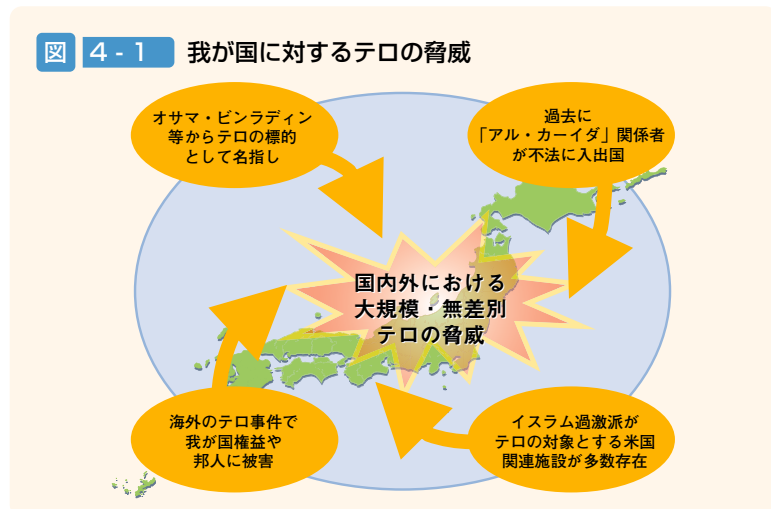 図 4-1 我が国に対するテロの脅威
オサマ・ビンラディン
等からテロの標的
として名指し
過去に
「アル・カーイダ」関係者
が不法に入出国
国内外における
大規模・無差別
テロの脅威
海外のテロ事件で
我が国権益や
邦人に被害
イスラム過激派が
テロの対象とする米国
関連施設が多数存在